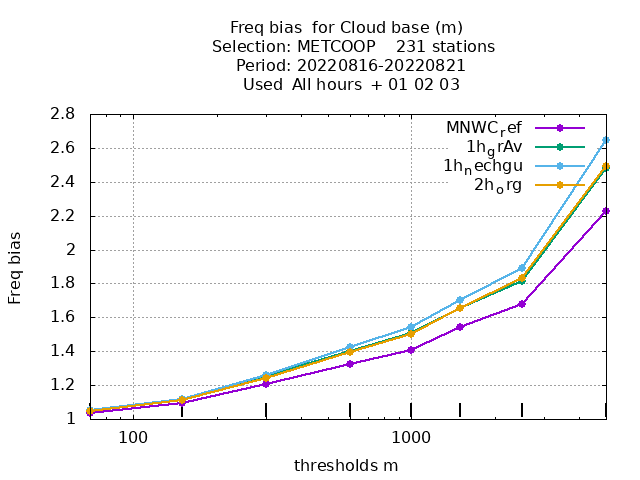 Freq bias  for Cloud base (m)
Selection: METCOOP    231 stations
Period: 20220816-20220821
Used  All hours  + 01 02 03
2.8
2.6
2.4
2.2
2
1.8
1.6
1.4
1.2
1
Freq bias
MNWCref
1hgrAv
1hnechgu
2horg
100
1000
thresholds m